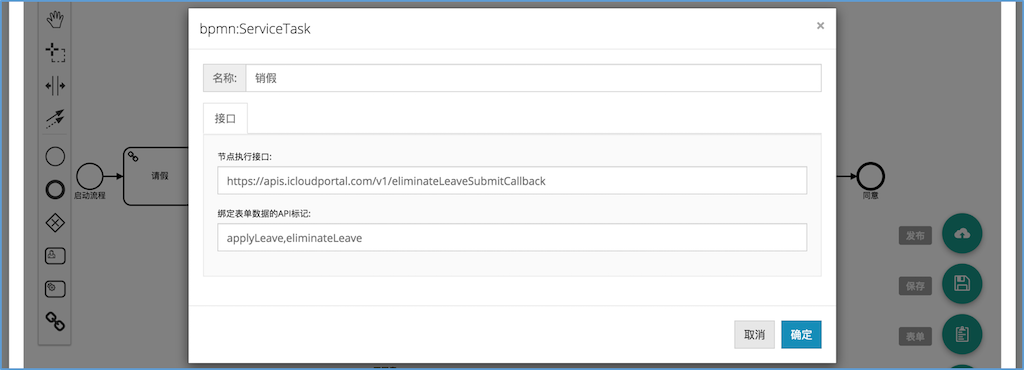 bpmn:ServiceTask
×
名称:
销假
接口
节点执行接口:
https://apis.icloudportal.com/v1/eliminateLeaveSubmitCallback
绑定表单数据的API标记:
applyLeave,eliminateLeave
取消
确定
启动流程
请假
同意
发布
保存
表单